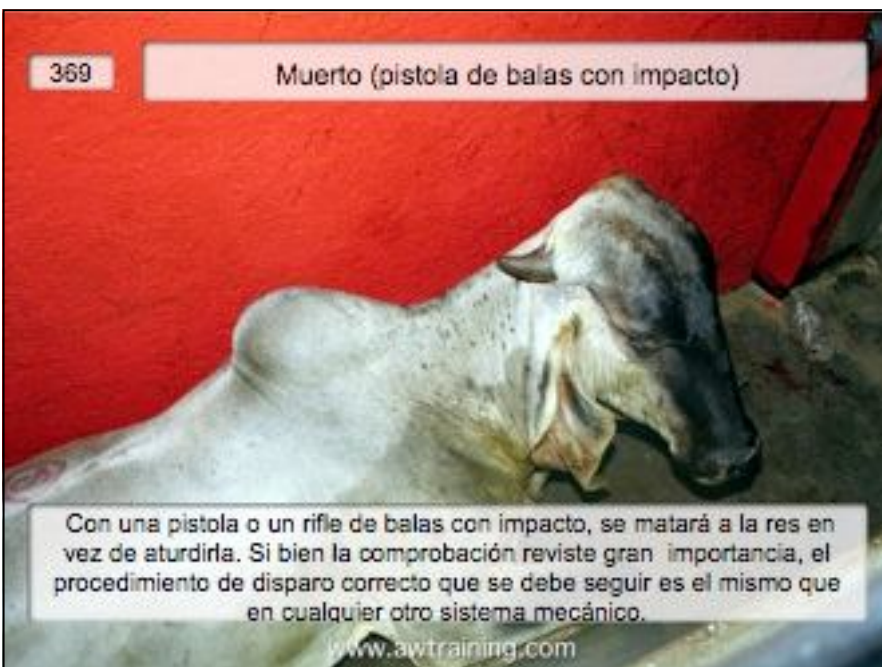 369
Muerto (pistola de balas con impacto)
Con una pistola o un rifle de balas con impacto, se matará a la res en
vez de aturdirla. Si bien la comprobación reviste gran importancia, el
procedimiento de disparo correcto que se debe seguir es el mismo que
en cualquier otro sistema mecánico.
www.awtraining.com